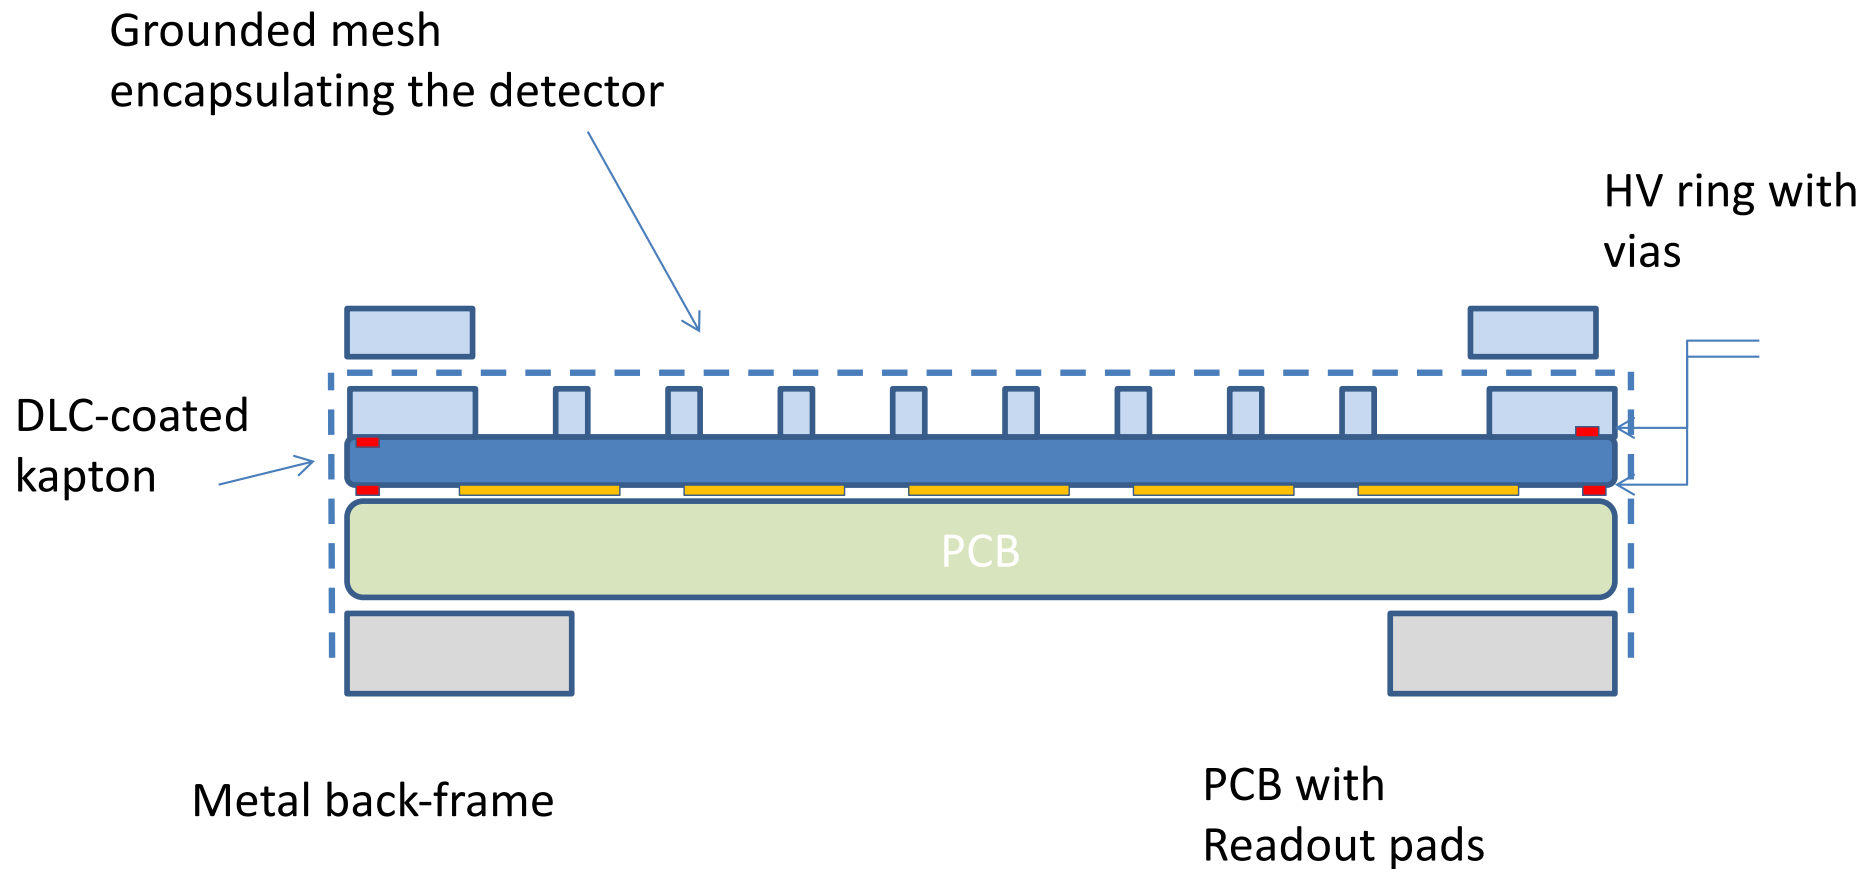 Grounded mesh
encapsulating the detector
HV ring with
vias
DLC-coated
kapton
PCB
Metal back-frame
PCB with
Readout pads